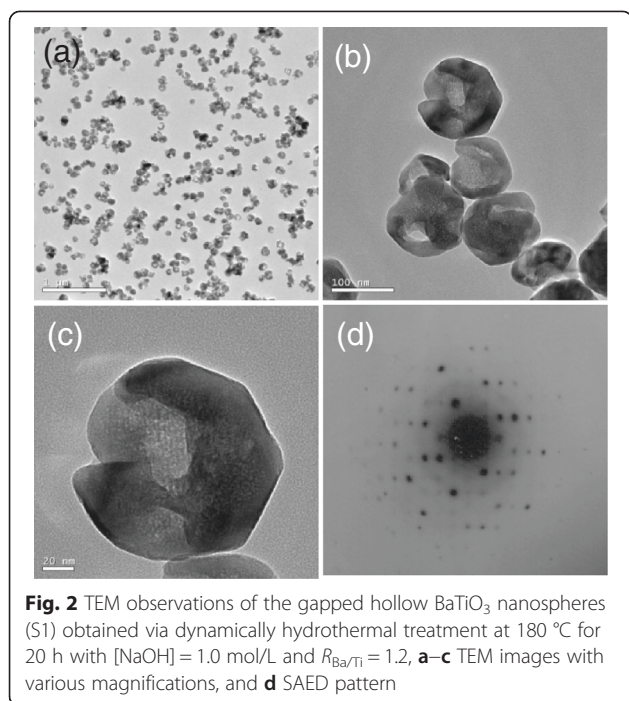 (a)
(b)
1 μm
100 nm
(c)
(d)
20 nm
Fig. 2 TEM observations of the gapped hollow BaTiO₃ nanospheres
(S1) obtained via dynamically hydrothermal treatment at 180 °C for
20 h with [NaOH] = 1.0 mol/L and R_Ba/Ti = 1.2, a–c TEM images with
various magnifications, and d SAED pattern